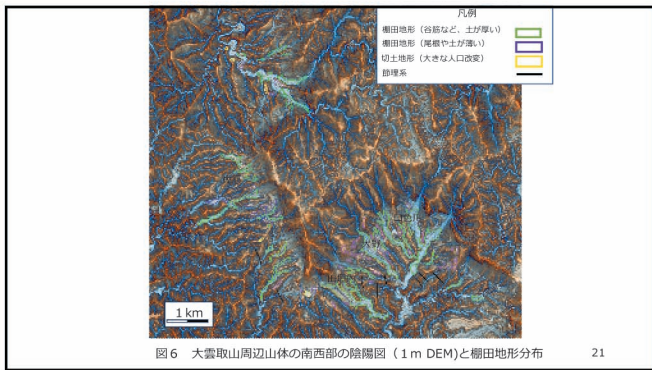 凡例
棚田地形（谷筋など、土が厚い）
棚田地形（尾根や土が薄い）
切土地形（大きな人口改変）
節理系
大野
1 km
図6 大雲取山周辺山体の南西部の陰陽図（1m DEM)と棚田地形分布
21